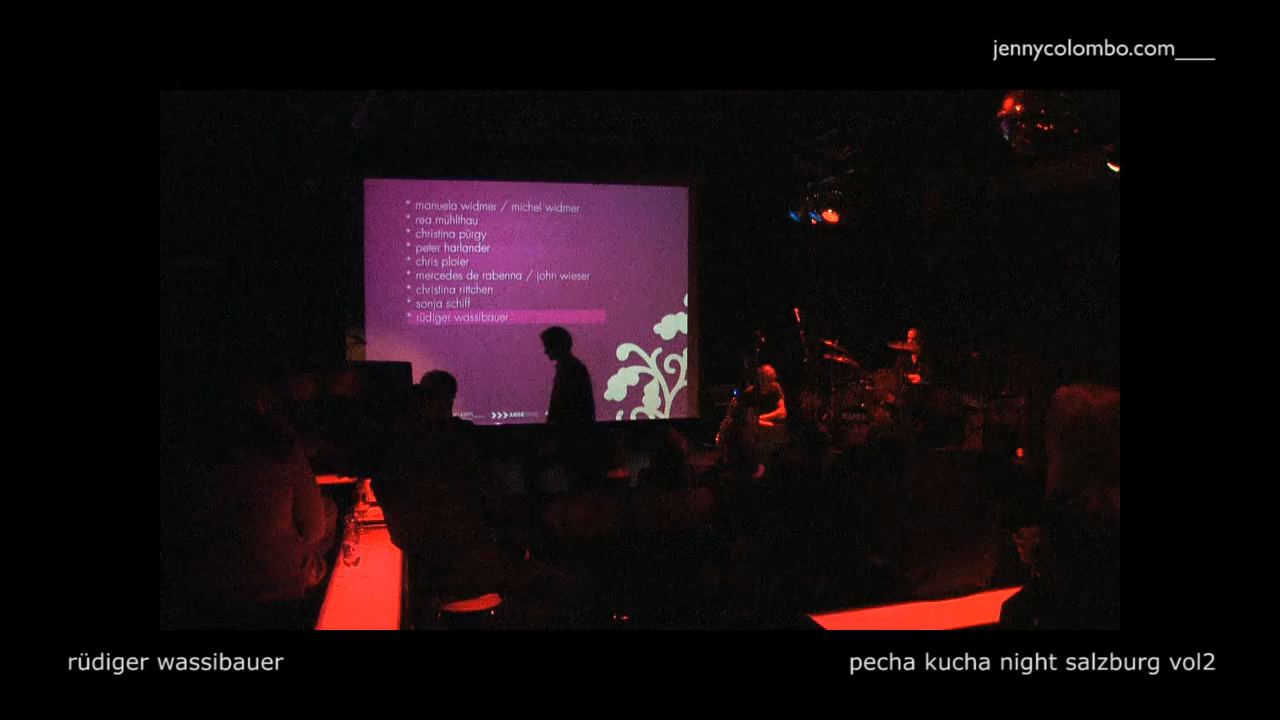 jennycolombo.com___
* manuela widmer / michel widmer
* rea mühlthau
* christina pürgy
* peter harlander
* chris ploier
* mercedes de rabenna / john wieser
* christina rittchen
* sonja schiff
* rüdiger wassibauer
rüdiger wassibauer
pecha kucha night salzburg vol2